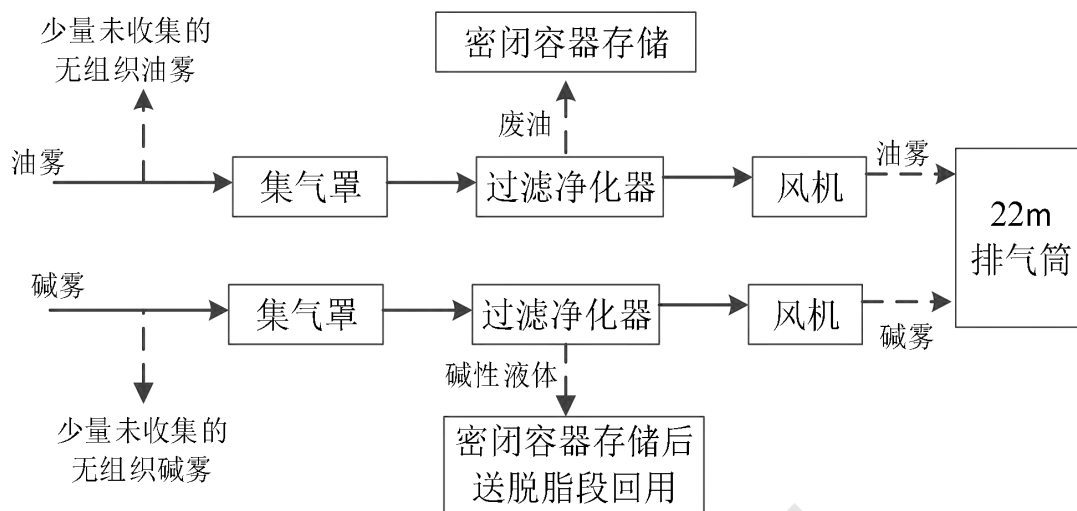 少量未收集的
无组织油雾
密闭容器存储
废油
油雾
集气罩
过滤净化器
风机
油雾
22m
排气筒
碱雾
集气罩
过滤净化器
风机
碱雾
碱性液体
少量未收集的
无组织碱雾
密闭容器存储后
送脱脂段回用